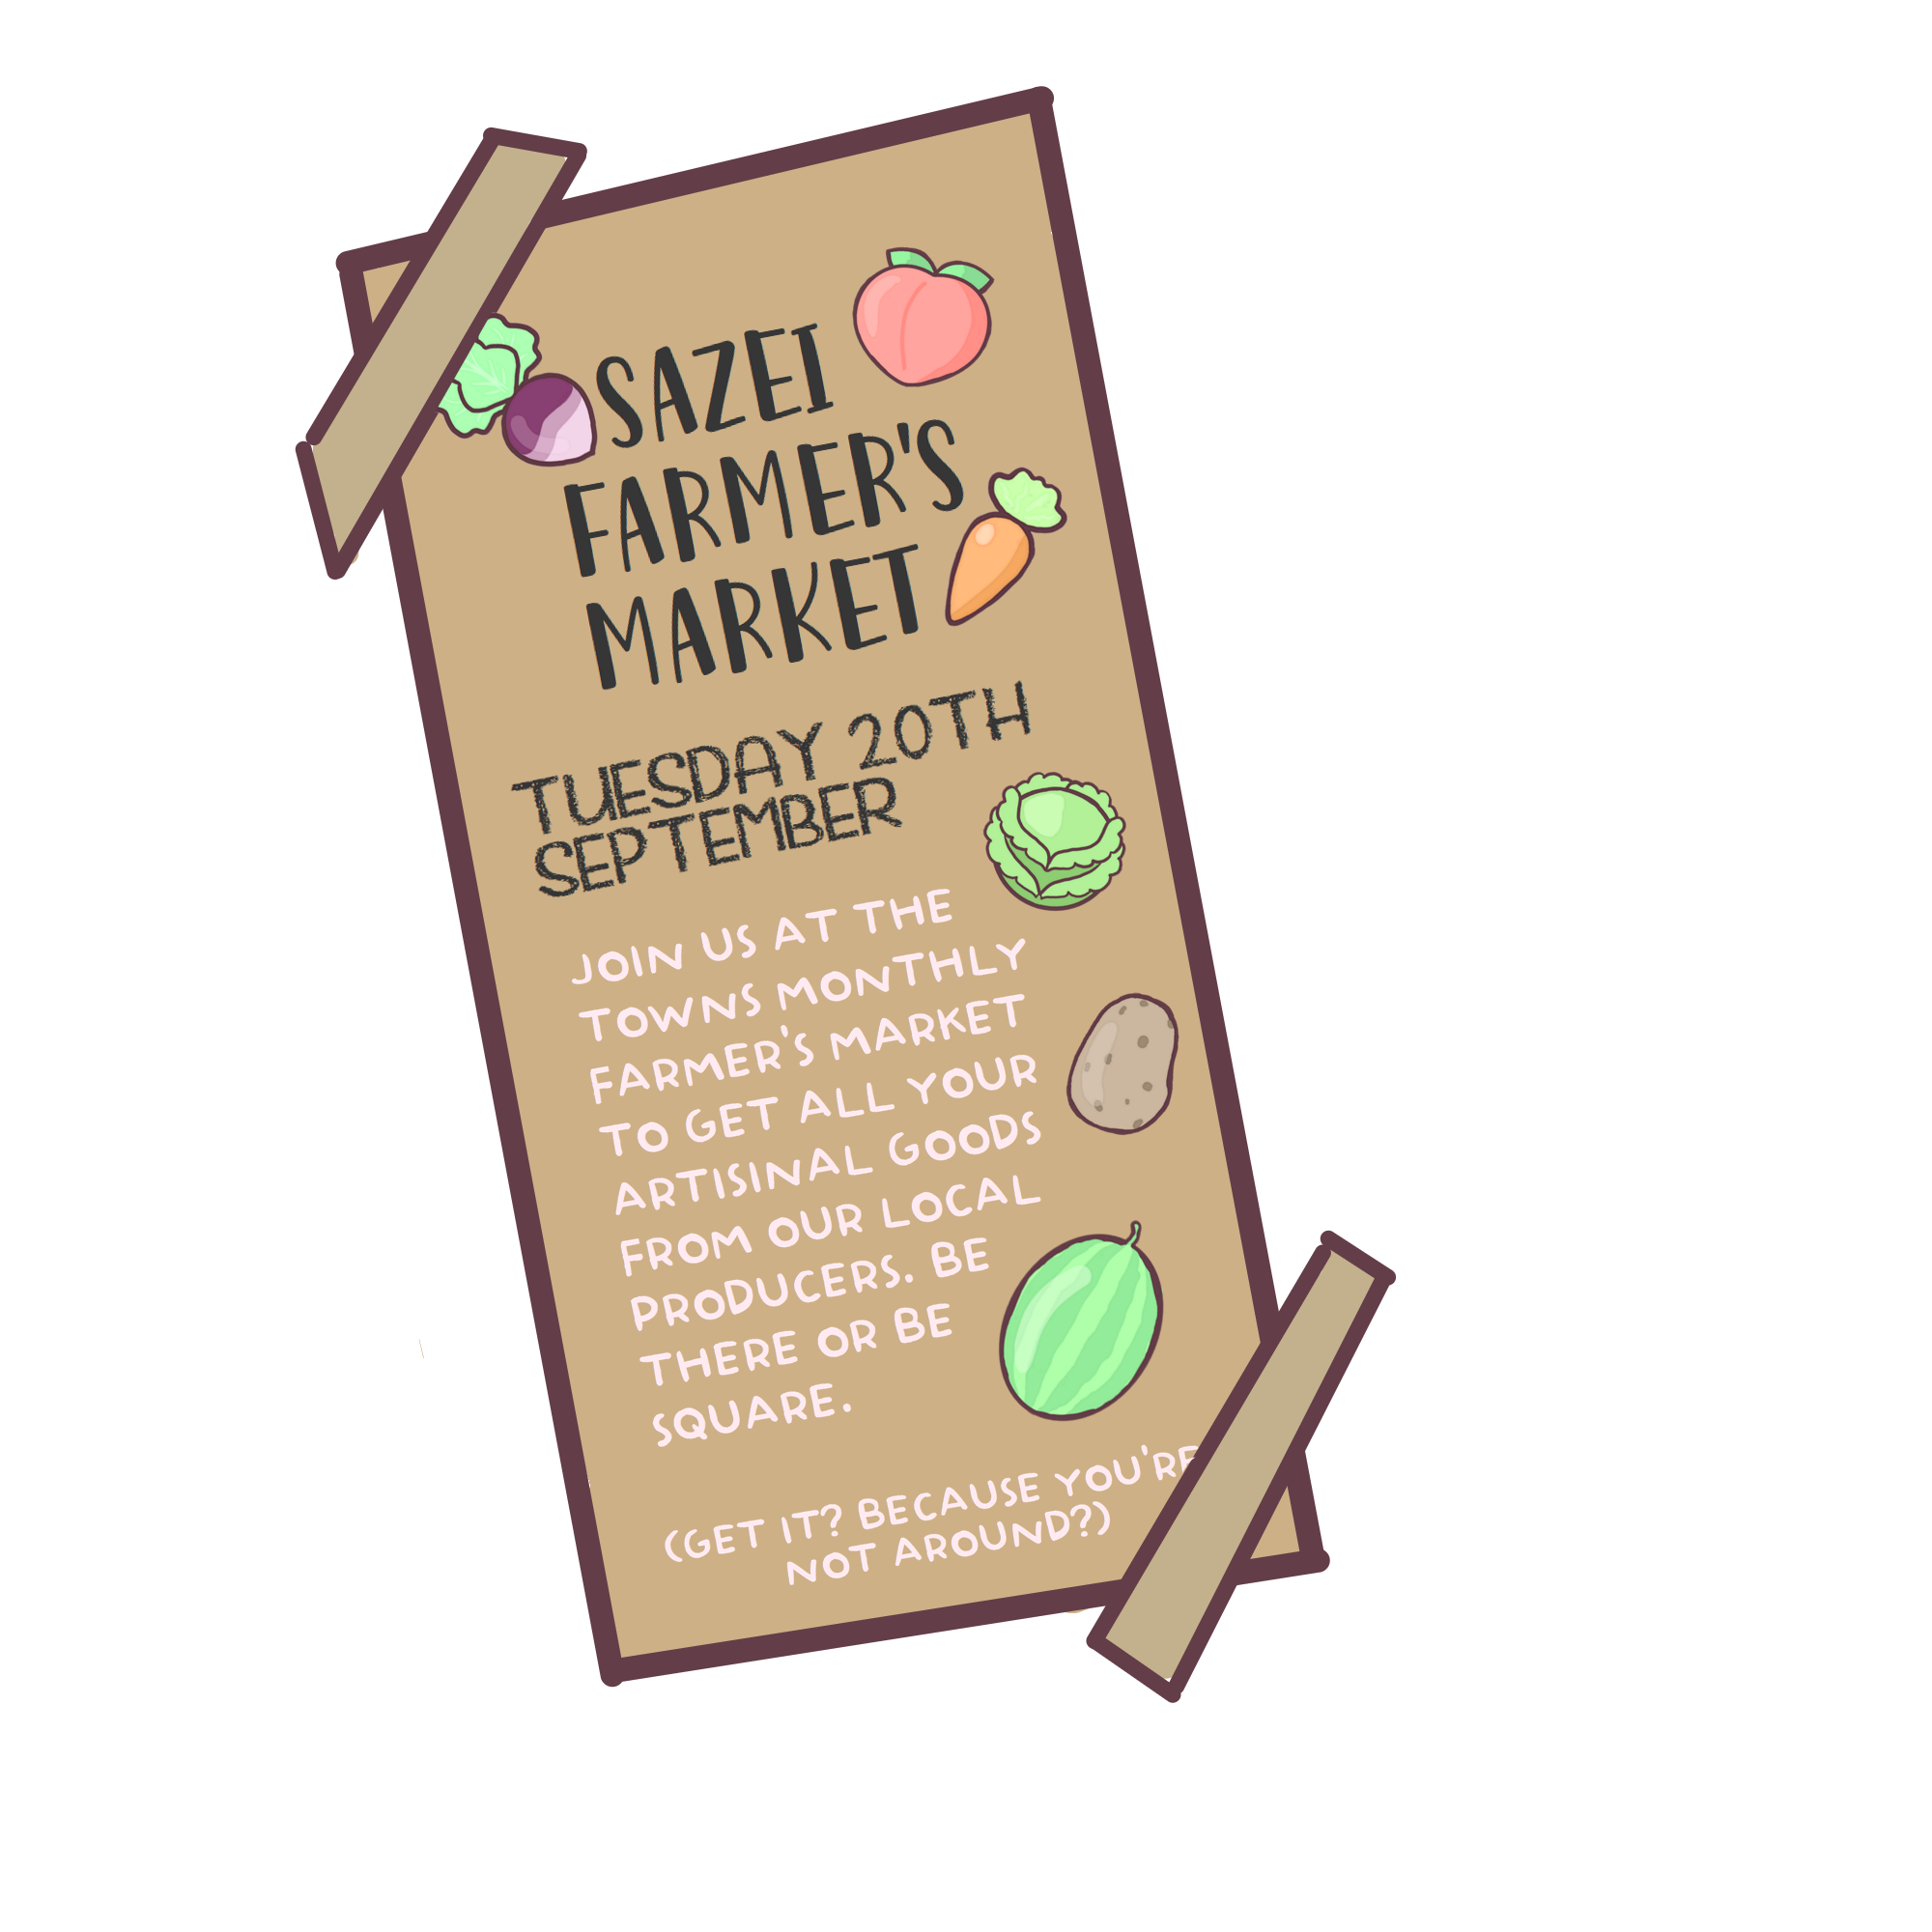 SAZEI
FARMER'S
MARKET
TUESDAY 20TH
SEPTEMBER
JOIN US AT THE
TOWNS MONTHLY
FARMER'S MARKET
TO GET ALL YOUR
ARTISINAL GOODS
FROM OUR LOCAL
PRODUCERS. BE
THERE OR BE
SQUARE.
(GET IT? BECAUSE YOU'RE
NOT AROUND?)